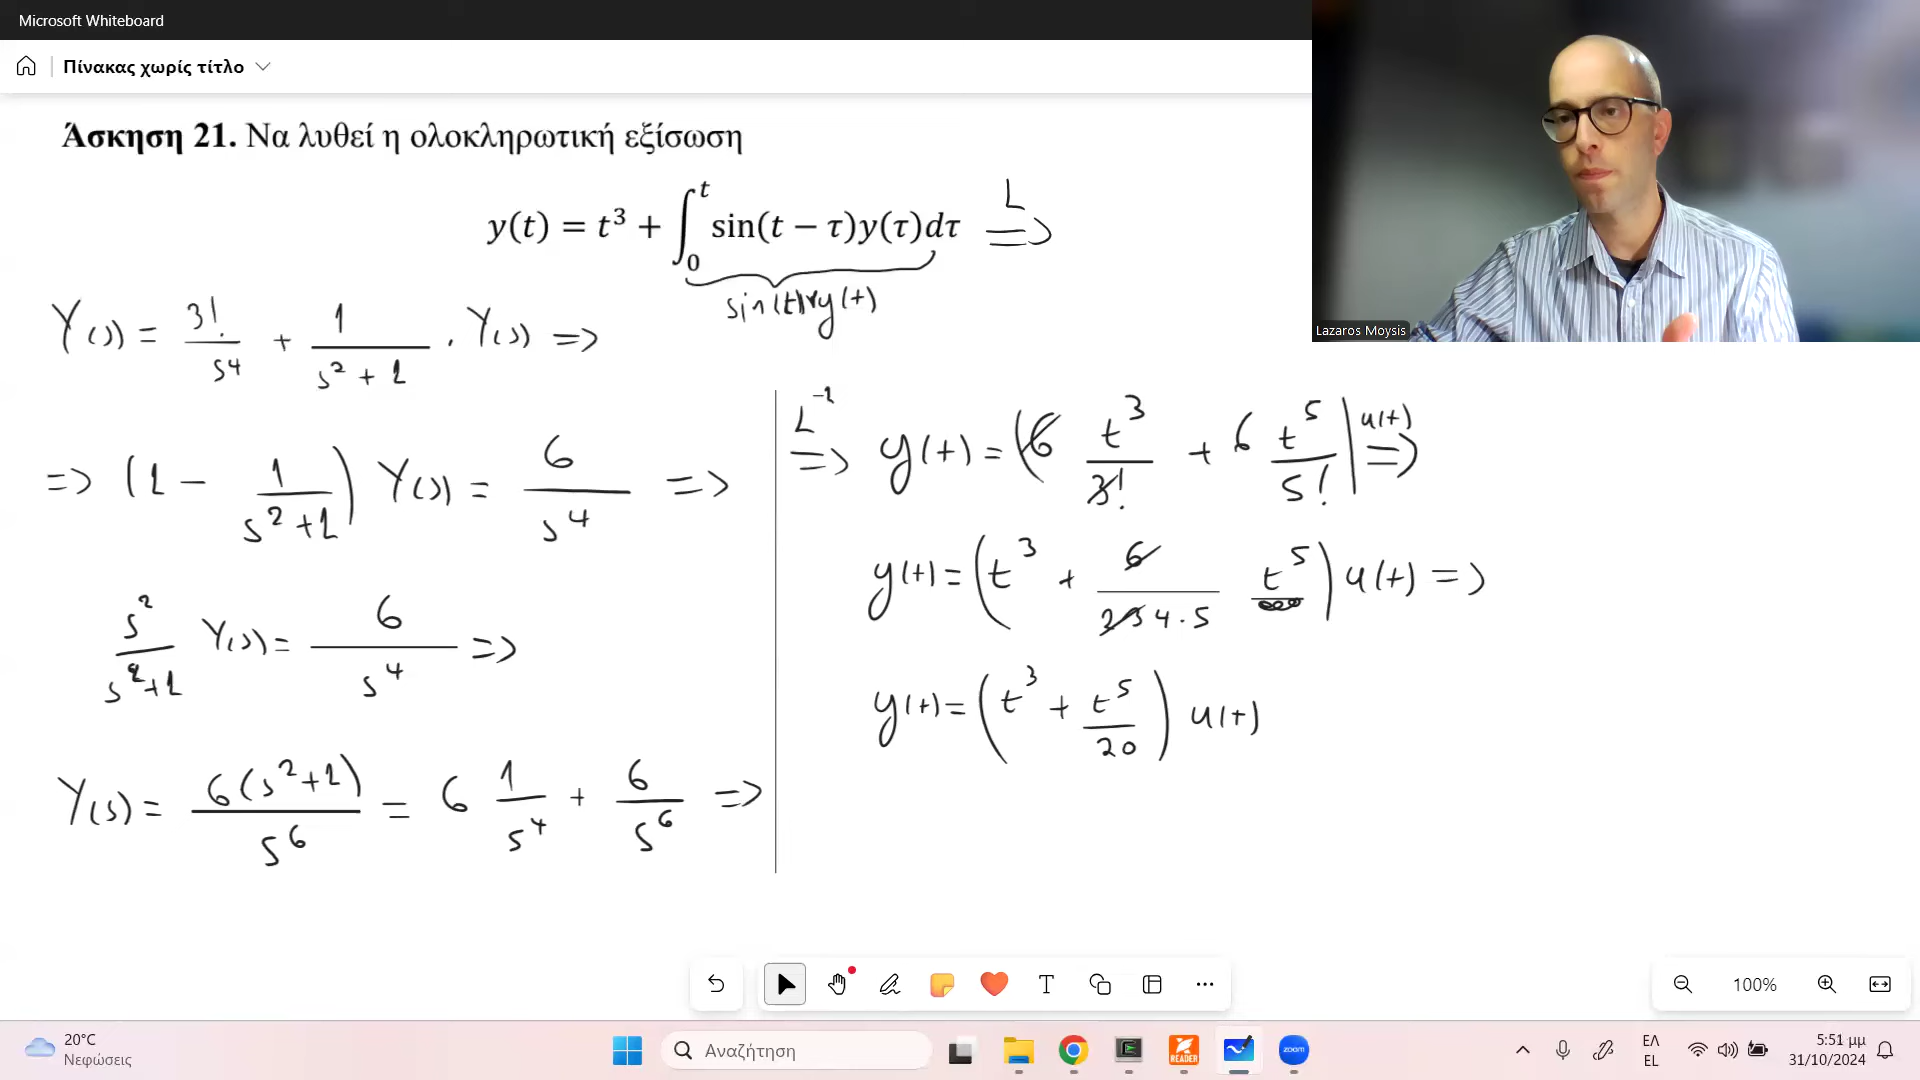 Microsoft Whiteboard
Πίνακας χωρίς τίτλο
Άσκηση 21. Να λυθεί η ολοκληρωτική εξίσωση
y(t) = t³ + ∫₀ᵗ sin(t − τ)y(τ)dτ =L=>
sin(t)*y(t)
Y(s) = 3!/s⁴ + 1/(s²+1) · Y(s) =>
=> (1 − 1/(s²+1)) Y(s) = 6/s⁴ =>
s²/(s²+1) Y(s) = 6/s⁴ =>
Y(s) = 6(s²+1)/s⁶ = 6 1/s⁴ + 6/s⁶ =>
=L⁻¹=> y(t) = (6 t³/3! + 6 t⁵/5!) u(t) =>
y(t) = (t³ + 6/(2 3 4·5) t⁵) u(t) =>
y(t) = (t³ + t⁵/20) u(t)
Lazaros Moysis
100%
20°C
Νεφώσεις
Αναζήτηση
READER
zoom
ΕΛ
EL
5:51 μμ
31/10/2024